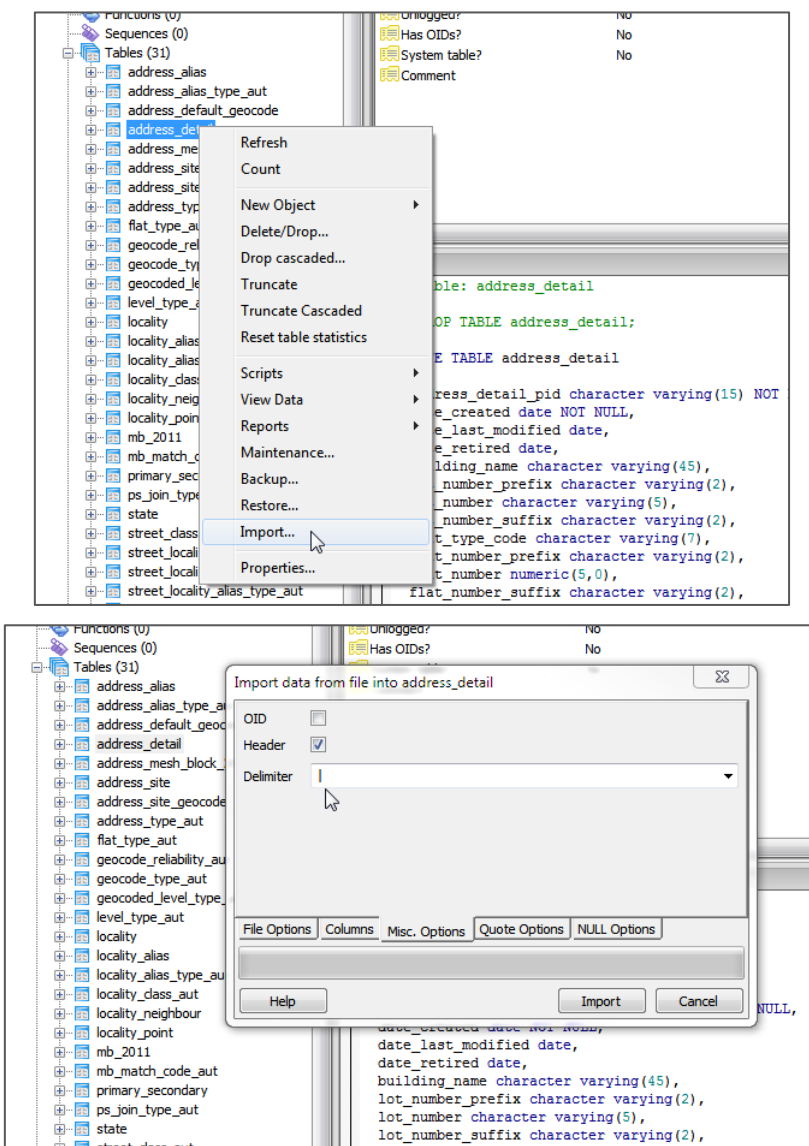 Functions (0)
Sequences (0)
Tables (31)
address_alias
address_alias_type_aut
address_default_geocode
address_det
address_me
address_site
address_site
address_typ
flat_type_au
geocode_rel
geocode_typ
geocoded_le
level_type_a
locality
locality_alias
locality_alias
locality_clas
locality_neig
locality_poin
mb_2011
mb_match_c
primary_sec
ps_join_type
state
street_class
street_locali
street_locali
street_locality_alias_type_aut
Unlogged? No
Has OIDs? No
System table? No
Comment
Refresh
Count
New Object
Delete/Drop...
Drop cascaded...
Truncate
Truncate Cascaded
Reset table statistics
Scripts
View Data
Reports
Maintenance...
Backup...
Restore...
Import...
Properties...
ble: address_detail
OP TABLE address_detail;
E TABLE address_detail
ress_detail_pid character varying(15) NOT
e_created date NOT NULL,
e_last_modified date,
e_retired date,
lding_name character varying(45),
_number_prefix character varying(2),
_number character varying(5),
_number_suffix character varying(2),
t_type_code character varying(7),
t_number_prefix character varying(2),
t_number numeric(5,0),
flat_number_suffix character varying(2),
Functions (0)
Sequences (0)
Tables (31)
address_alias
address_alias_type_au
address_default_geoc
address_detail
address_mesh_block_
address_site
address_site_geocode
address_type_aut
flat_type_aut
geocode_reliability_au
geocode_type_aut
geocoded_level_type_
level_type_aut
locality
locality_alias
locality_alias_type_au
locality_class_aut
locality_neighbour
locality_point
mb_2011
mb_match_code_aut
primary_secondary
ps_join_type_aut
state
Unlogged? No
Has OIDs? No
Import data from file into address_detail
OID
Header
Delimiter |
File Options Columns Misc. Options Quote Options NULL Options
Help Import Cancel
NULL,
date_created date NOT NULL,
date_last_modified date,
date_retired date,
building_name character varying(45),
lot_number_prefix character varying(2),
lot_number character varying(5),
lot_number_suffix character varying(2),